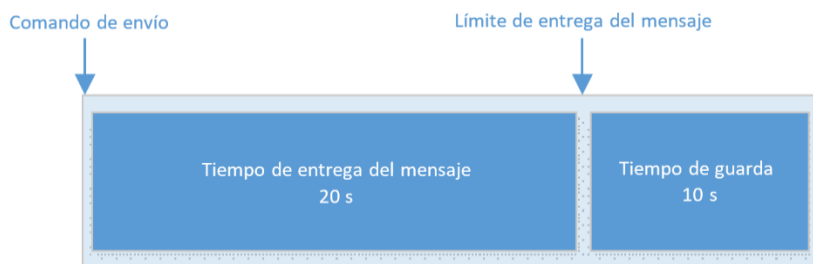 Comando de envío
Límite de entrega del mensaje
Tiempo de entrega del mensaje
20 s
Tiempo de guarda
10 s